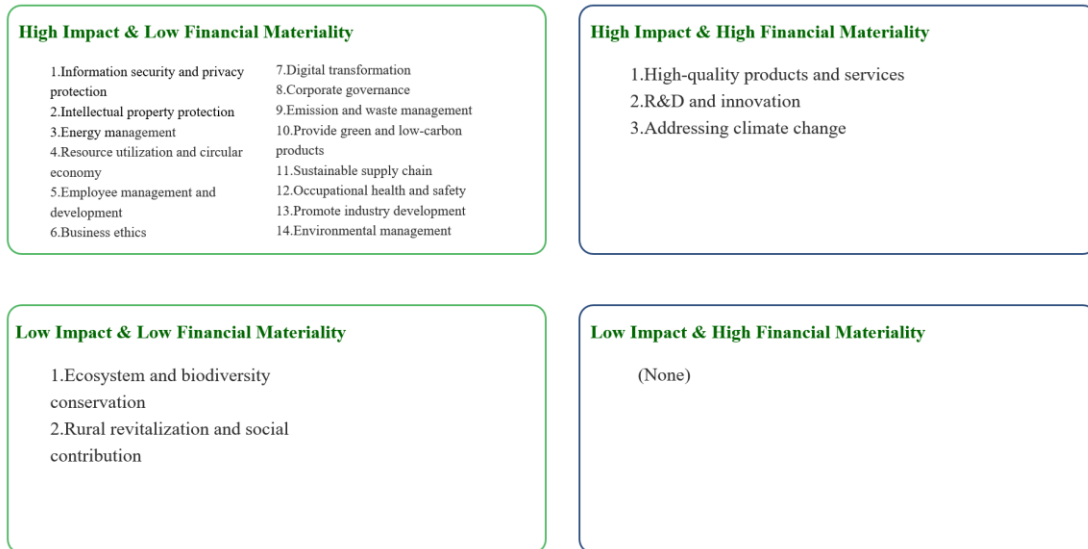 High Impact & Low Financial Materiality
1.Information security and privacy
protection
2.Intellectual property protection
3.Energy management
4.Resource utilization and circular
economy
5.Employee management and
development
6.Business ethics
7.Digital transformation
8.Corporate governance
9.Emission and waste management
10.Provide green and low-carbon
products
11.Sustainable supply chain
12.Occupational health and safety
13.Promote industry development
14.Environmental management
High Impact & High Financial Materiality
1.High-quality products and services
2.R&D and innovation
3.Addressing climate change
Low Impact & Low Financial Materiality
1.Ecosystem and biodiversity
conservation
2.Rural revitalization and social
contribution
Low Impact & High Financial Materiality
(None)